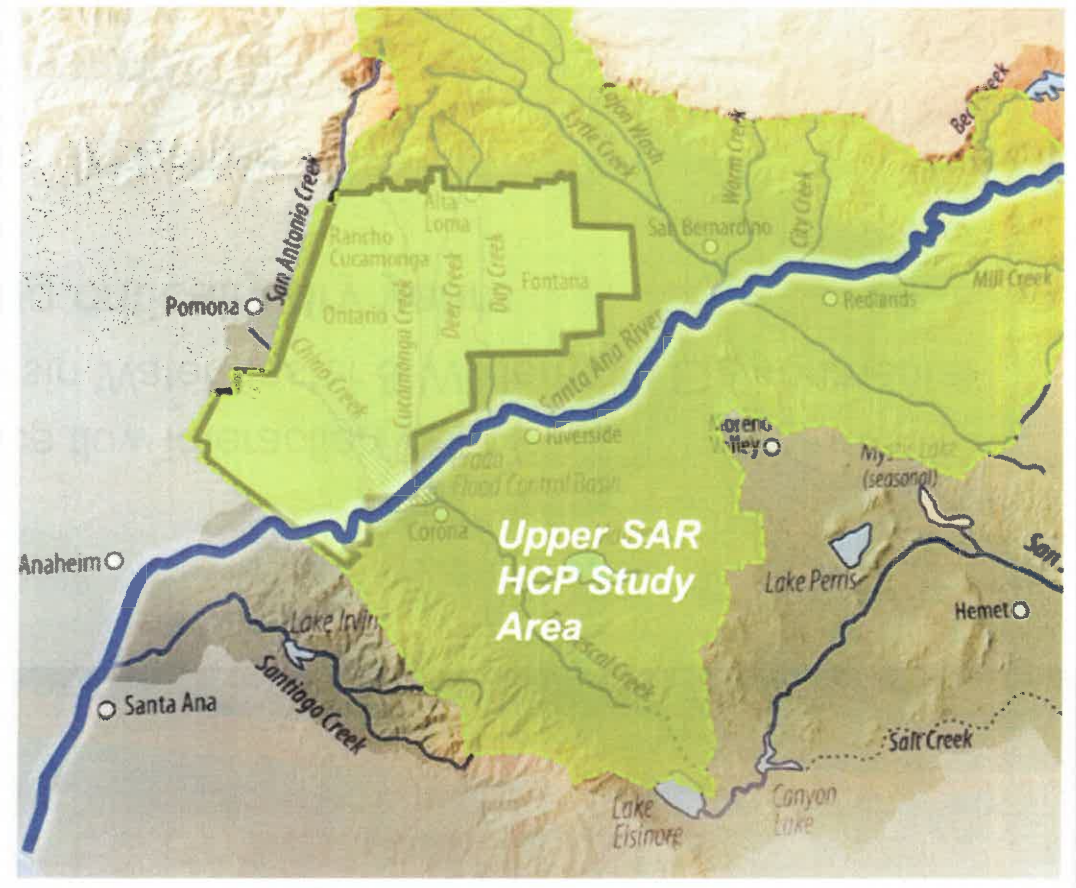 Cajon Wash
Lytle Creek
Warm Creek
City Creek
San Antonio Creek
Alta
Loma
Rancho
Cucamonga
San Bernardino
Day Creek
Deer Creek
Fontana
Mill Creek
Redlands
Pomona
Ontario
Cucamonga Creek
Chino Creek
Santa Ana River
Riverside
Moreno
Valley
Mystic Lake
(seasonal)
Flood Control Basin
Corona
Upper SAR
HCP Study
Area
Anaheim
Lake Perris
San
Hemet
Lake
Santiago Creek
Santa Ana
Creek
Salt Creek
Lake
Elsinore
Canyon
Lake